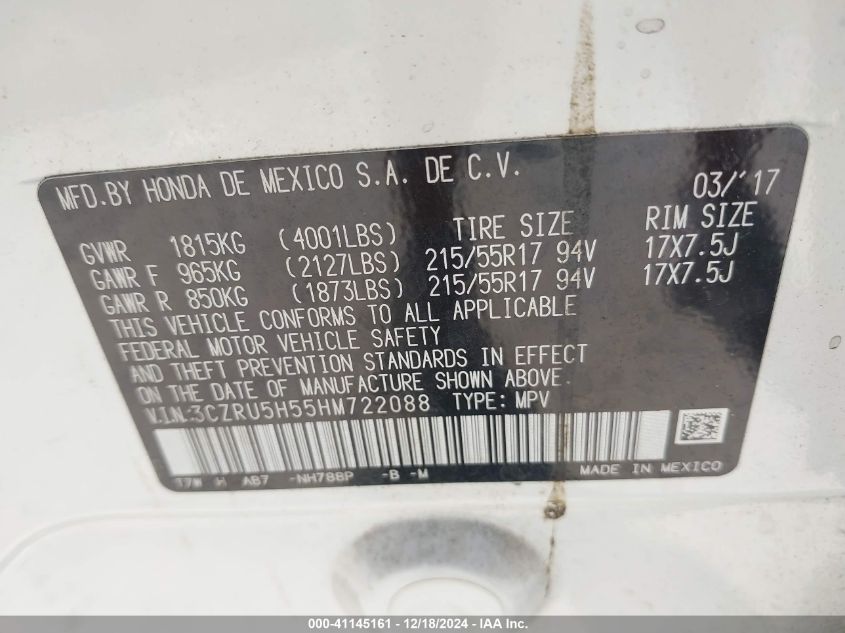 MFD.BY HONDA DE MEXICO S.A. DE C.V. 03/'17
GVWR 1815KG (4001LBS) TIRE SIZE RIM SIZE
GAWR F 965KG (2127LBS) 215/55R17 94V 17X7.5J
GAWR R 850KG (1873LBS) 215/55R17 94V 17X7.5J
THIS VEHICLE CONFORMS TO ALL APPLICABLE
FEDERAL MOTOR VEHICLE SAFETY
AND THEFT PREVENTION STANDARDS IN EFFECT
ON THE DATE OF MANUFACTURE SHOWN ABOVE.
V.I.N:3CZRU5H55HM722088 TYPE: MPV
T7W H AB7 -NH788P -B -M MADE IN MEXICO
000-41145161 - 12/18/2024 - IAA Inc.